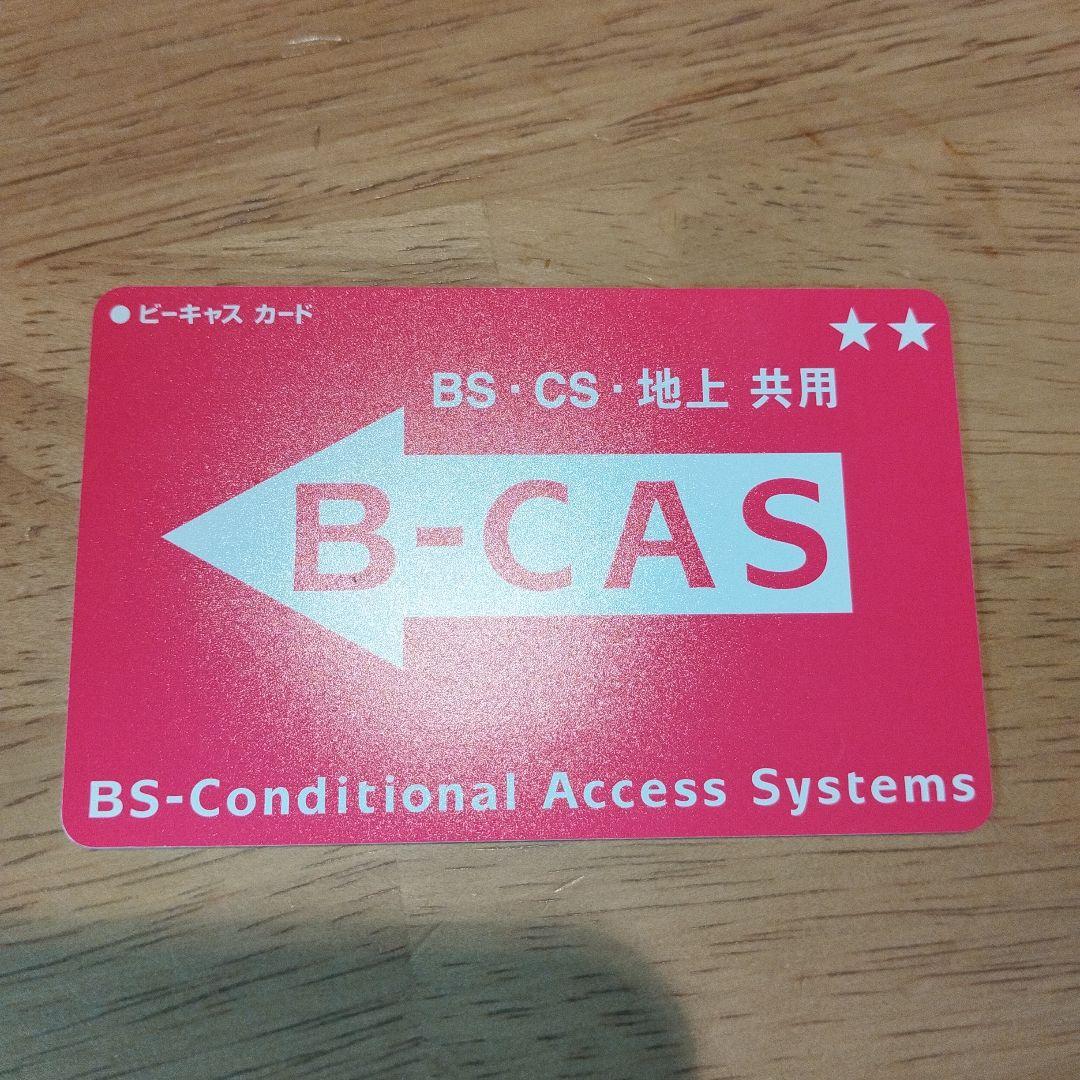 ●ビーキャス カード
★★
BS・CS・地上 共用
B-CAS
BS-Conditional Access Systems